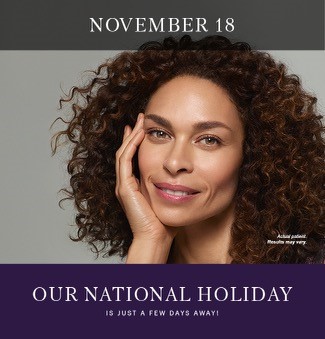 NOVEMBER 18
Actual patient.
Results may vary.
OUR NATIONAL HOLIDAY
IS JUST A FEW DAYS AWAY!